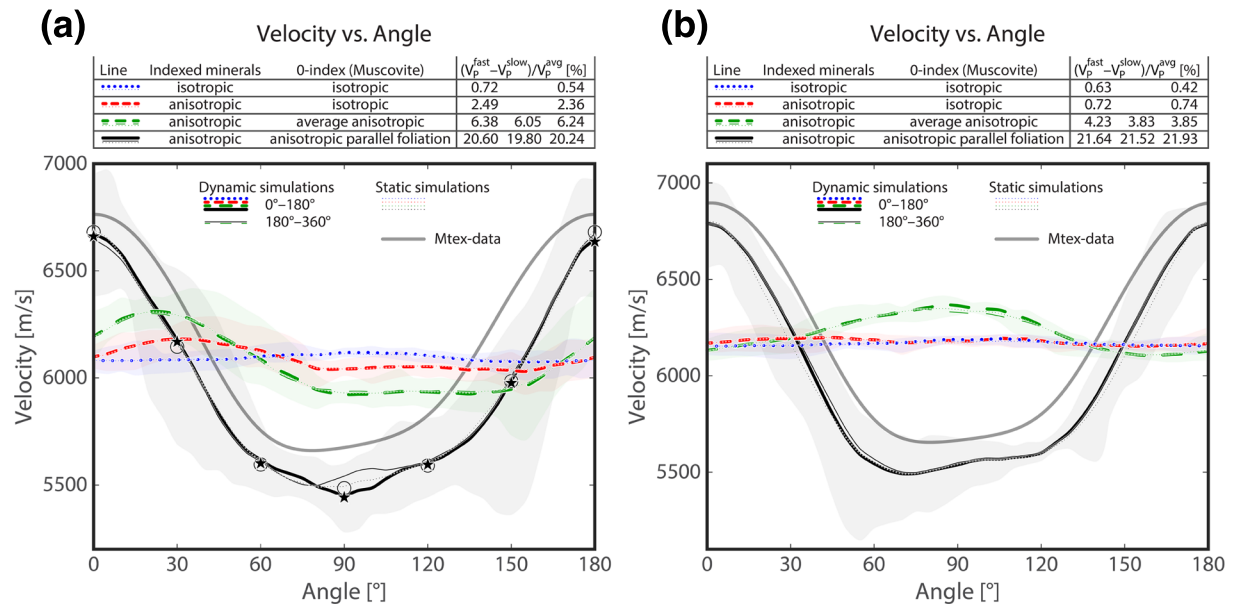 (a)
Velocity vs. Angle
Line Indexed minerals 0-index (Muscovite) (V_P^fast–V_P^slow)/V_P^avg [%]
isotropic isotropic 0.72 0.54
anisotropic isotropic 2.49 2.36
anisotropic average anisotropic 6.38 6.05 6.24
anisotropic anisotropic parallel foliation 20.60 19.80 20.24
7000
Dynamic simulations Static simulations
0°–180°
180°–360°
Mtex-data
6500
6000
5500
Velocity [m/s]
0 30 60 90 120 150 180
Angle [°]
(b)
Velocity vs. Angle
Line Indexed minerals 0-index (Muscovite) (V_P^fast–V_P^slow)/V_P^avg [%]
isotropic isotropic 0.63 0.42
anisotropic isotropic 0.72 0.74
anisotropic average anisotropic 4.23 3.83 3.85
anisotropic anisotropic parallel foliation 21.64 21.52 21.93
7000
Dynamic simulations Static simulations
0°–180°
180°–360°
Mtex-data
6500
6000
5500
Velocity [m/s]
0 30 60 90 120 150 180
Angle [°]